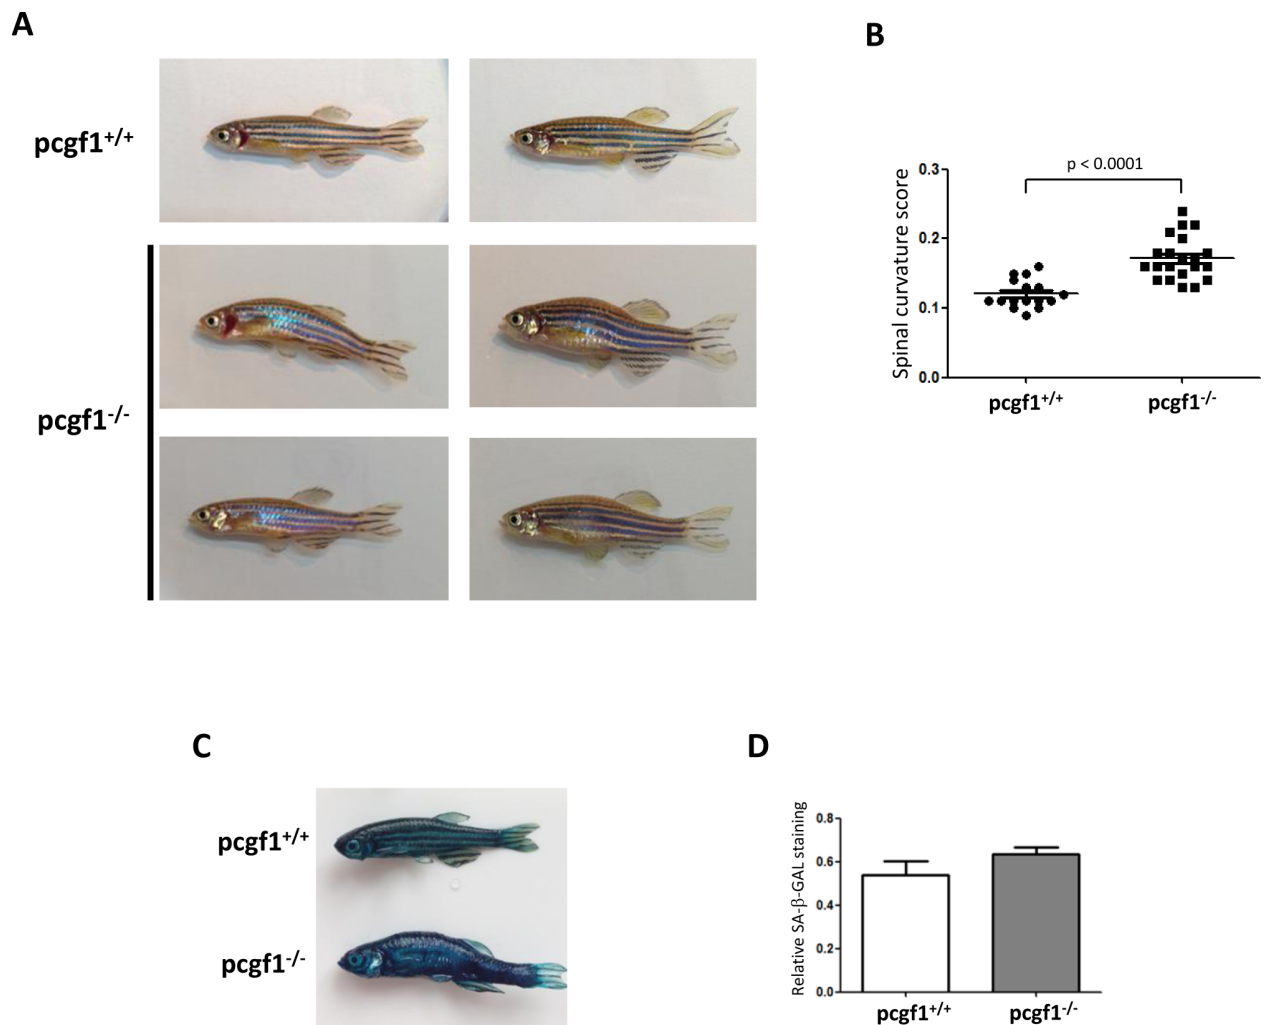 A
B
pcgf1+/+
pcgf1-/-
Spinal curvature score
0.3
0.2
0.1
0.0
p < 0.0001
pcgf1+/+
pcgf1-/-
C
D
pcgf1+/+
pcgf1-/-
Relative SA-β-GAL staining
0.8
0.6
0.4
0.2
0.0
pcgf1+/+
pcgf1-/-